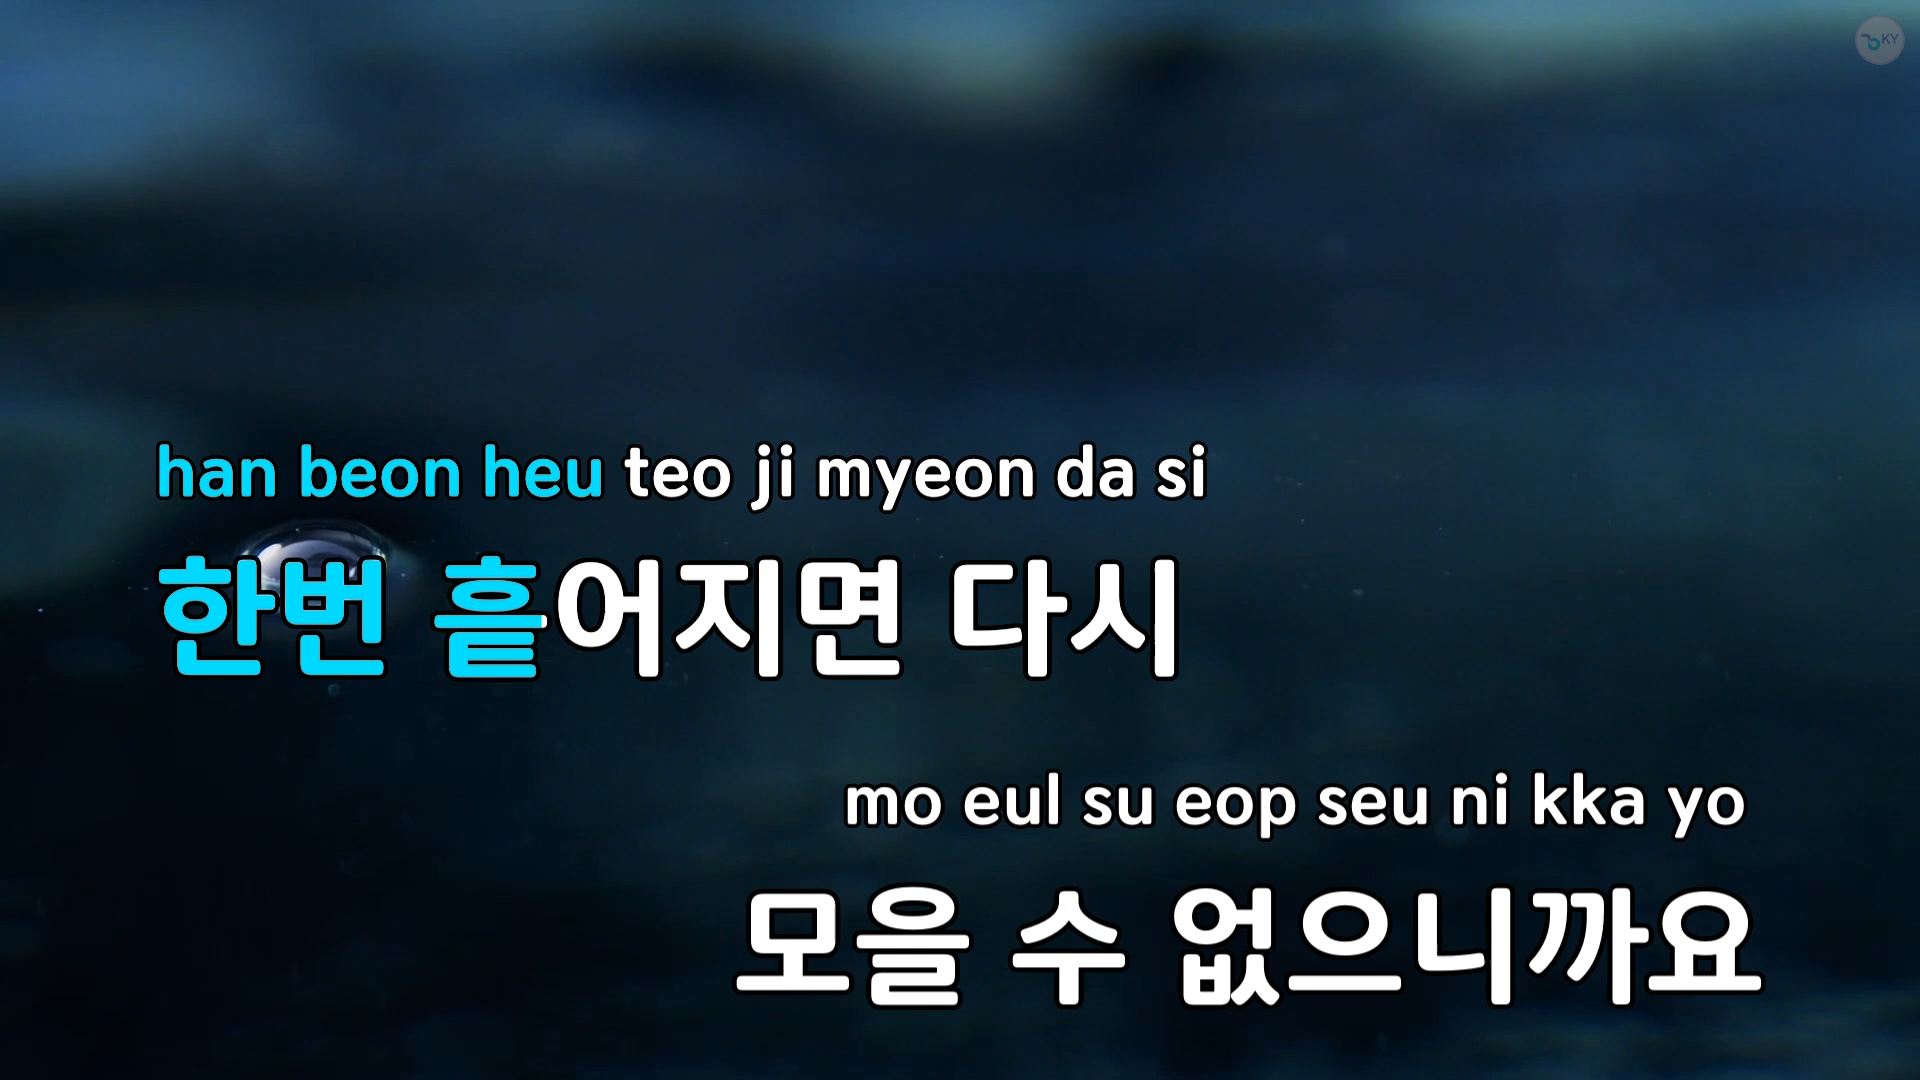 KY
han beon heu teo ji myeon da si
한번 흩어지면 다시
mo eul su eop seu ni kka yo
모을 수 없으니까요